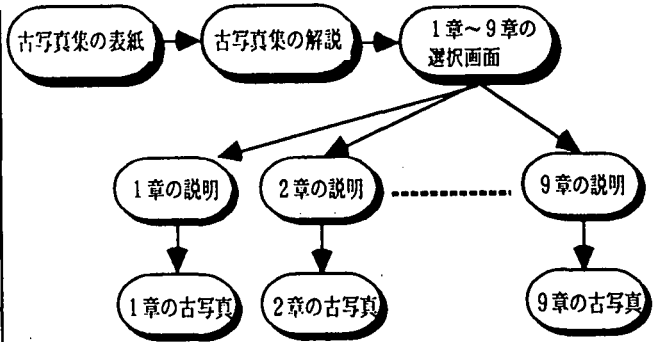 古写真集の表紙
古写真集の解説
1章～9章の
選択画面
1章の説明
2章の説明
9章の説明
1章の古写真
2章の古写真
9章の古写真